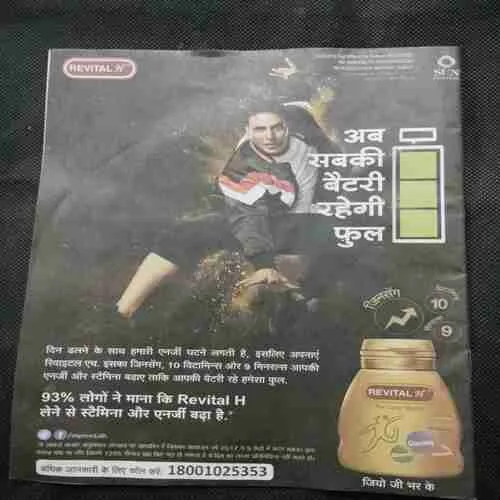 REVITAL H
SUN
अब
सबकी
बैटरी
रहेगी
फुल
जिनसेंग
10
9
दिन ढलने के साथ हमारी एनर्जी घटने लगती है, इसलिए अपनाएं
रिवाइटल एच. इसका जिनसेंग, 10 विटामिन्स और 9 मिनरल्स आपकी
एनर्जी और स्टैमिना बढ़ाए ताकि आपकी बैटरी रहे हमेशा फुल.
93% लोगों ने माना कि Revital H
लेने से स्टैमिना और एनर्जी बढ़ा है.*
REVITAL H
Ginseng
अधिक जानकारी के लिए कॉल करें: 18001025353
जियो जी भर के